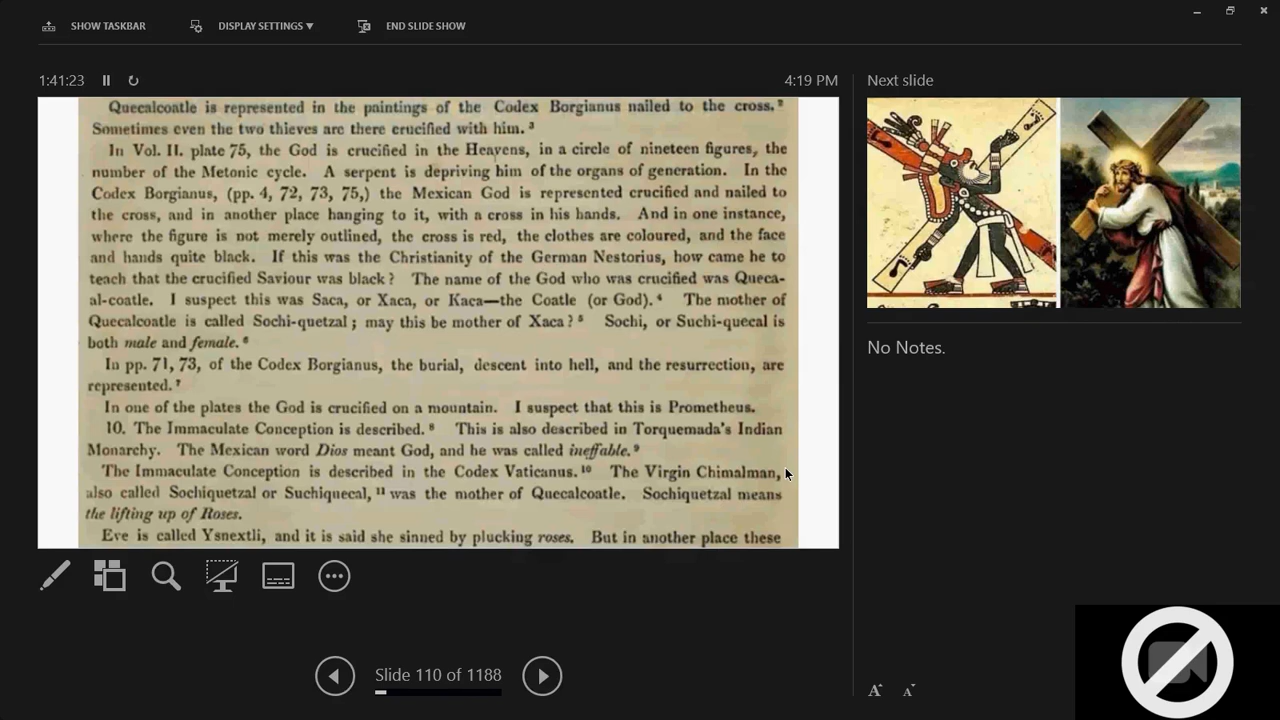 SHOW TASKBAR
DISPLAY SETTINGS ▼
END SLIDE SHOW
1:41:23
4:19 PM
Quecalcoatle is represented in the paintings of the Codex Borgianus nailed to the cross.²
Sometimes even the two thieves are there crucified with him.³
In Vol. II. plate 75, the God is crucified in the Heavens, in a circle of nineteen figures, the
number of the Metonic cycle. A serpent is depriving him of the organs of generation. In the
Codex Borgianus, (pp. 4, 72, 73, 75,) the Mexican God is represented crucified and nailed to
the cross, and in another place hanging to it, with a cross in his hands. And in one instance,
where the figure is not merely outlined, the cross is red, the clothes are coloured, and the face
and hands quite black. If this was the Christianity of the German Nestorius, how came he to
teach that the crucified Saviour was black? The name of the God who was crucified was Queca-
al-coatle. I suspect this was Saca, or Xaca, or Kaca—the Coatle (or God).⁴ The mother of
Quecalcoatle is called Sochi-quetzal; may this be mother of Xaca?⁵ Sochi, or Suchi-quecal is
both male and female.⁶
In pp. 71, 73, of the Codex Borgianus, the burial, descent into hell, and the resurrection, are
represented.⁷
In one of the plates the God is crucified on a mountain. I suspect that this is Prometheus.
10. The Immaculate Conception is described.⁸ This is also described in Torquemada's Indian
Monarchy. The Mexican word Dios meant God, and he was called ineffable.⁹
The Immaculate Conception is described in the Codex Vaticanus.¹⁰ The Virgin Chimalman,
also called Sochiquetzal or Suchiquecal,¹¹ was the mother of Quecalcoatle. Sochiquetzal means
the lifting up of Roses.
Eve is called Ysnextli, and it is said she sinned by plucking roses. But in another place these
Slide 110 of 1188
Next slide
No Notes.
A
A